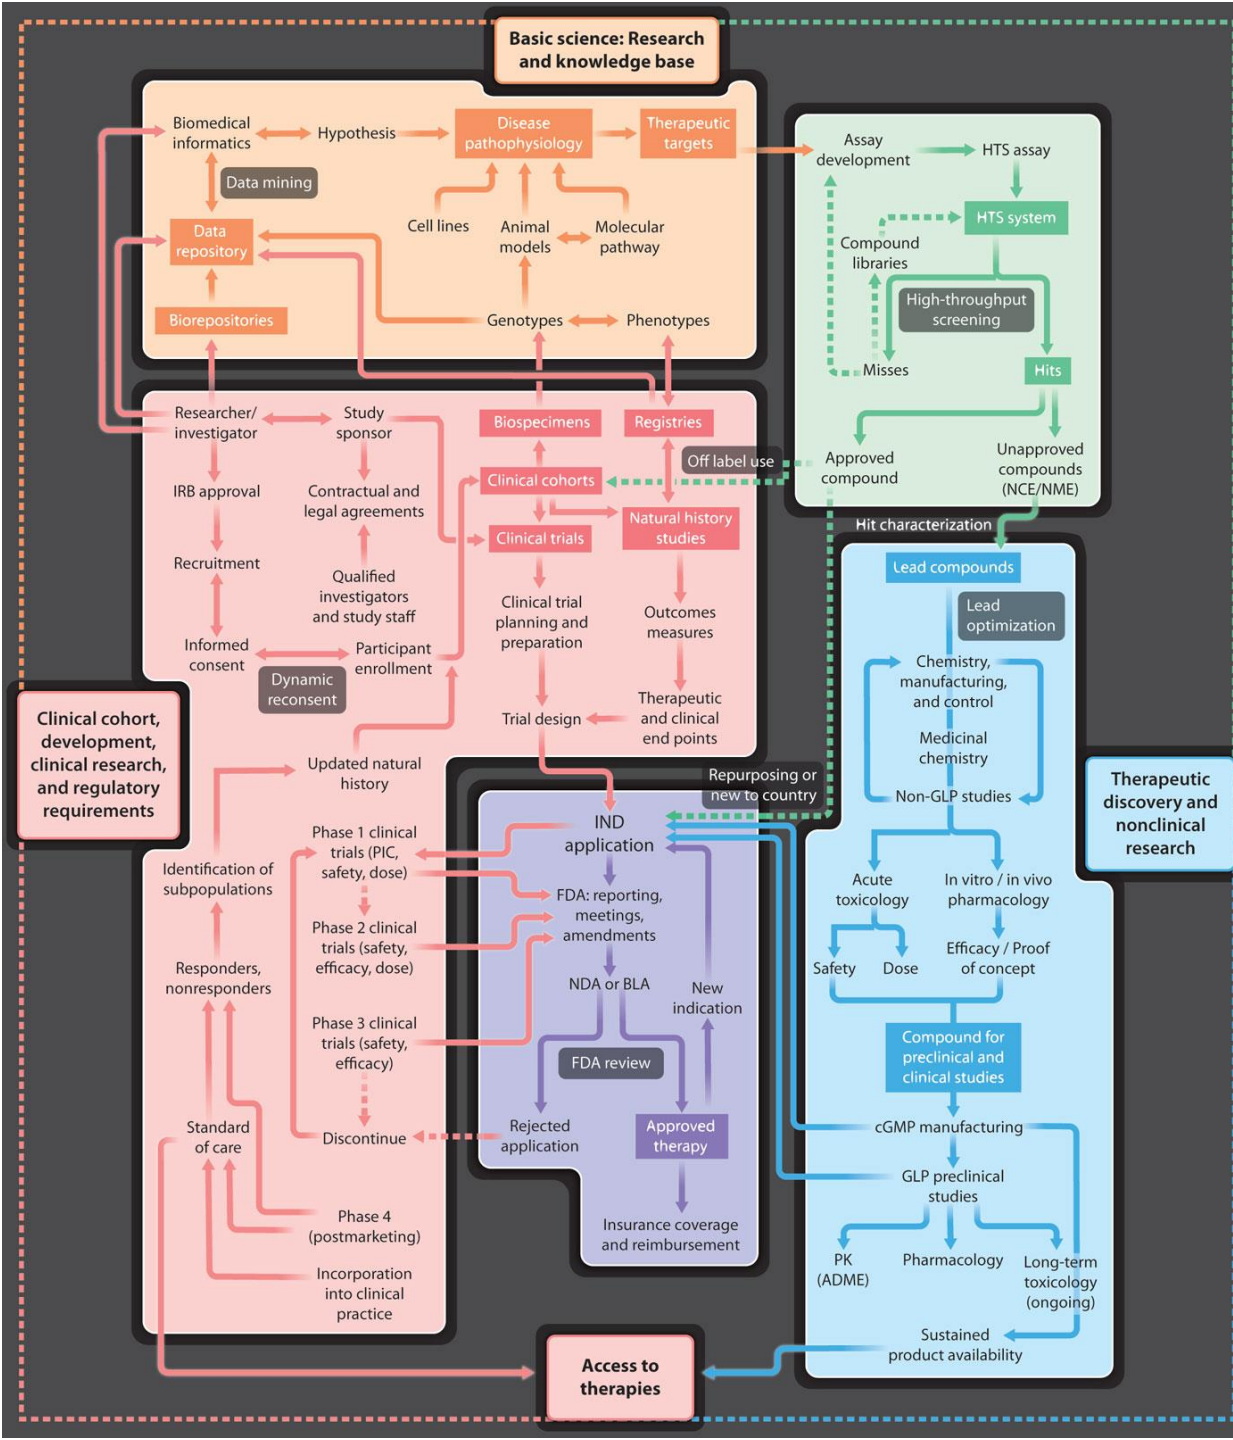 Basic science: Research
and knowledge base
Biomedical
informatics
Hypothesis
Disease
pathophysiology
Therapeutic
targets
Data mining
Cell lines
Animal
models
Molecular
pathway
Data
repository
Biorepositories
Genotypes
Phenotypes
Assay
development
HTS assay
HTS system
Compound
libraries
High-throughput
screening
Misses
Hits
Approved
compound
Unapproved
compounds
(NCE/NME)
Off label use
Hit characterization
Researcher/
investigator
Study
sponsor
Biospecimens
Registries
IRB approval
Contractual and
legal agreements
Clinical cohorts
Clinical trials
Natural history
studies
Recruitment
Qualified
investigators
and study staff
Clinical trial
planning and
preparation
Outcomes
measures
Informed
consent
Participant
enrollment
Dynamic
reconsent
Trial design
Therapeutic
and clinical
end points
Clinical cohort,
development,
clinical research,
and regulatory
requirements
Updated natural
history
Identification of
subpopulations
Responders,
nonresponders
Standard
of care
Phase 1 clinical
trials (PIC,
safety, dose)
Phase 2 clinical
trials (safety,
efficacy, dose)
Phase 3 clinical
trials (safety,
efficacy)
Discontinue
Phase 4
(postmarketing)
Incorporation
into clinical
practice
Repurposing or
new to country
IND
application
FDA: reporting,
meetings,
amendments
NDA or BLA
New
indication
FDA review
Rejected
application
Approved
therapy
Insurance coverage
and reimbursement
Lead compounds
Lead
optimization
Chemistry,
manufacturing,
and control
Medicinal
chemistry
Non-GLP studies
Therapeutic
discovery and
nonclinical
research
Acute
toxicology
In vitro / in vivo
pharmacology
Safety
Dose
Efficacy / Proof
of concept
Compound for
preclinical and
clinical studies
cGMP manufacturing
GLP preclinical
studies
PK
(ADME)
Pharmacology
Long-term
toxicology
(ongoing)
Sustained
product availability
Access to
therapies